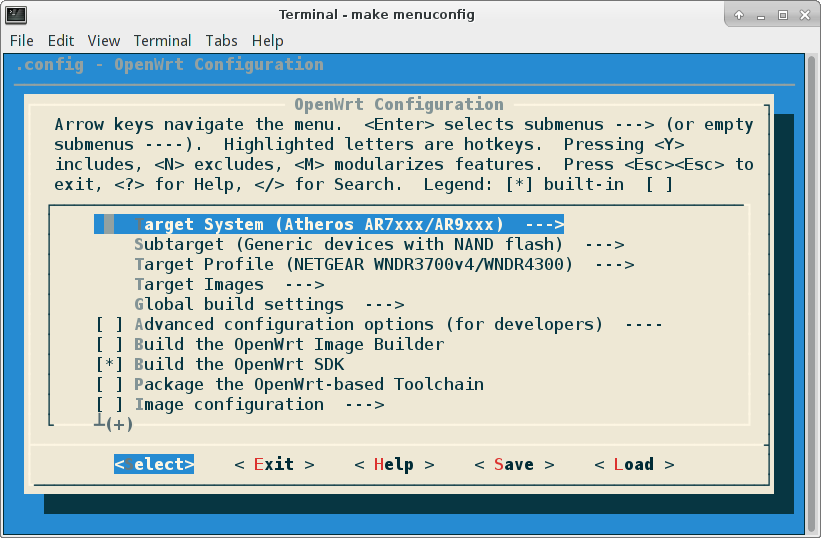 Terminal - make menuconfig
File Edit View Terminal Tabs Help
.config - OpenWrt Configuration
OpenWrt Configuration
Arrow keys navigate the menu.  <Enter> selects submenus ---> (or empty
submenus ----).  Highlighted letters are hotkeys.  Pressing <Y>
includes, <N> excludes, <M> modularizes features.  Press <Esc><Esc> to
exit, <?> for Help, </> for Search.  Legend: [*] built-in  [ ]
Target System (Atheros AR7xxx/AR9xxx)  --->
Subtarget (Generic devices with NAND flash)  --->
Target Profile (NETGEAR WNDR3700v4/WNDR4300)  --->
Target Images  --->
Global build settings  --->
[ ] Advanced configuration options (for developers)  ----
[ ] Build the OpenWrt Image Builder
[*] Build the OpenWrt SDK
[ ] Package the OpenWrt-based Toolchain
[ ] Image configuration  --->
┴(+)
<Select>    < Exit >    < Help >    < Save >    < Load >